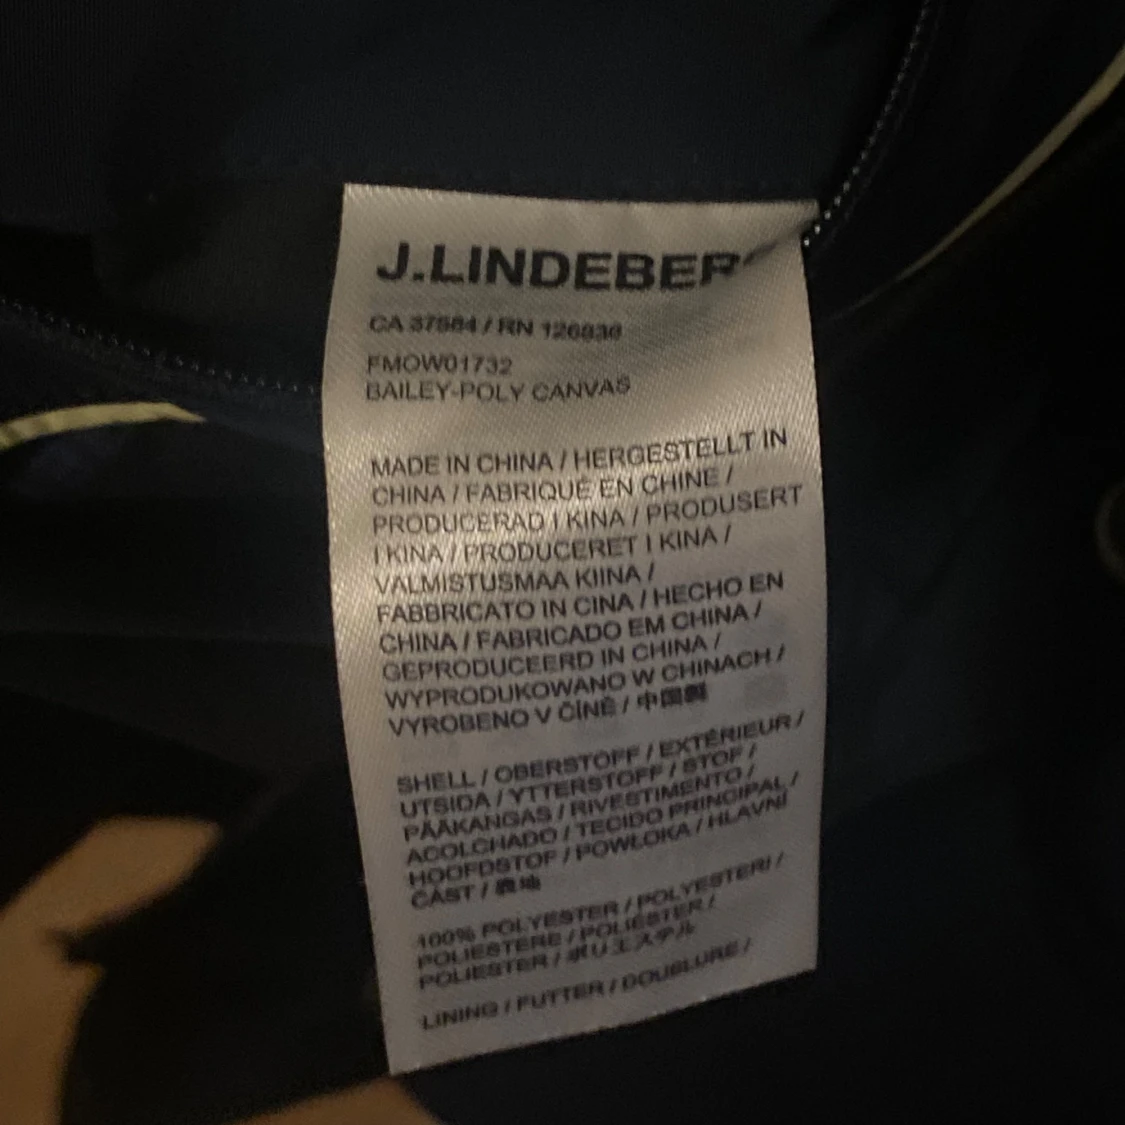 J.LINDEBERG
CA 37584 / RN 126836
FMOW01732
BAILEY-POLY CANVAS
MADE IN CHINA / HERGESTELLT IN
CHINA / FABRIQUÉ EN CHINE /
PRODUCERAD I KINA / PRODUSERT
I KINA / PRODUCERET I KINA /
VALMISTUSMAA KIINA /
FABBRICATO IN CINA / HECHO EN
CHINA / FABRICADO EM CHINA /
GEPRODUCEERD IN CHINA /
WYPRODUKOWANO W CHINACH /
VYROBENO V ČÍNĚ / 中国製
SHELL / OBERSTOFF / EXTÉRIEUR /
UTSIDA / YTTERSTOFF / STOF /
PÄÄKANGAS / RIVESTIMENTO /
ACOLCHADO / TECIDO PRINCIPAL /
HOOFDSTOF / POWŁOKA / HLAVNÍ
ČÁST / 表地
100% POLYESTER / POLYESTERI /
POLIESTERE / POLIÉSTER /
POLIESTER / ポリエステル
LINING / FUTTER / DOUBLURE /